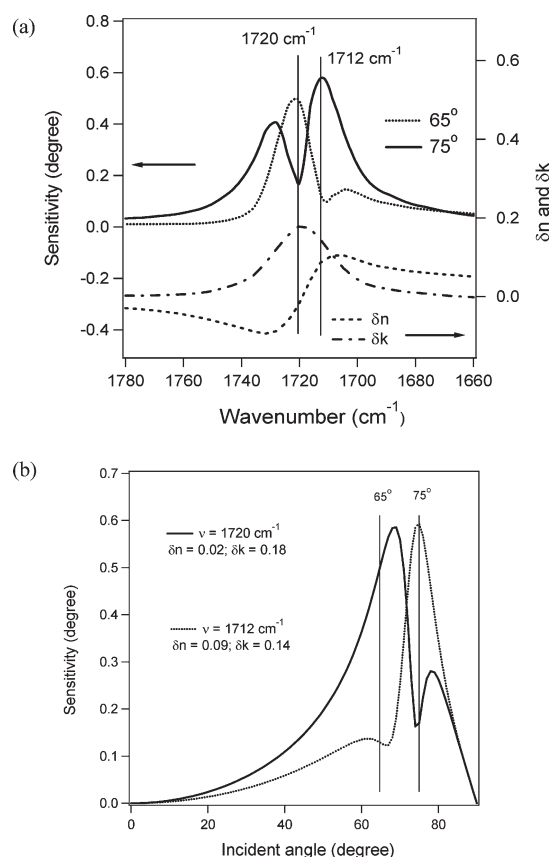 (a)
1720 cm⁻¹
1712 cm⁻¹
0.8
0.6
0.4
0.2
0.0
-0.2
-0.4
Sensitivity (degree)
65°
75°
0.6
0.4
0.2
0.0
δn and δk
δn
δk
1780 1760 1740 1720 1700 1680 1660
Wavenumber (cm⁻¹)
(b)
0.7
0.6
0.5
0.4
0.3
0.2
0.1
0.0
Sensitivity (degree)
65°
75°
ν = 1720 cm⁻¹
δn = 0.02; δk = 0.18
ν = 1712 cm⁻¹
δn = 0.09; δk = 0.14
0 20 40 60 80
Incident angle (degree)